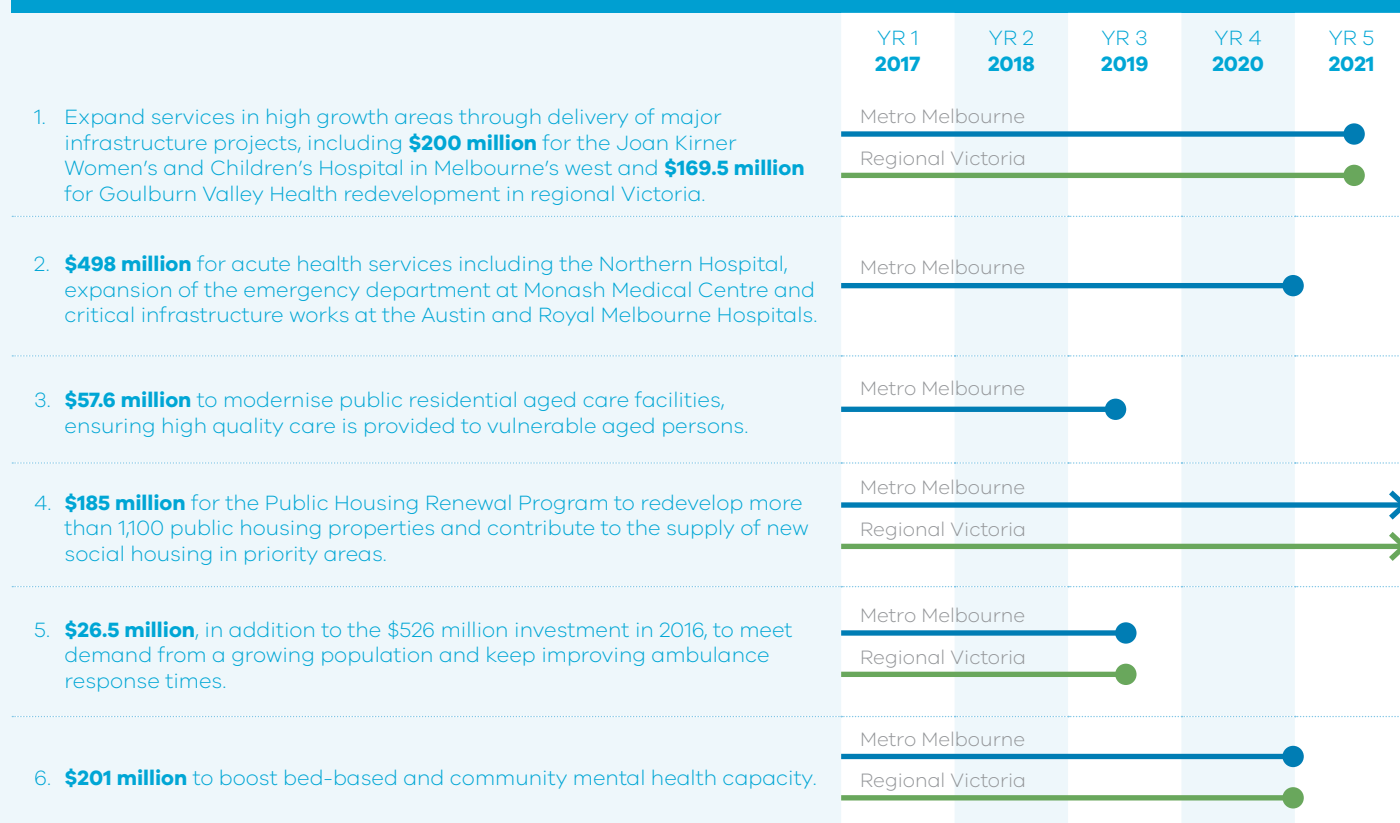 YR 1 YR 2 YR 3 YR 4 YR 5
2017 2018 2019 2020 2021
1. Expand services in high growth areas through delivery of major
infrastructure projects, including $200 million for the Joan Kirner
Women’s and Children’s Hospital in Melbourne’s west and $169.5 million
for Goulburn Valley Health redevelopment in regional Victoria.
Metro Melbourne
Regional Victoria
2. $498 million for acute health services including the Northern Hospital,
expansion of the emergency department at Monash Medical Centre and
critical infrastructure works at the Austin and Royal Melbourne Hospitals.
Metro Melbourne
3. $57.6 million to modernise public residential aged care facilities,
ensuring high quality care is provided to vulnerable aged persons.
Metro Melbourne
4. $185 million for the Public Housing Renewal Program to redevelop more
than 1,100 public housing properties and contribute to the supply of new
social housing in priority areas.
Metro Melbourne
Regional Victoria
5. $26.5 million, in addition to the $526 million investment in 2016, to meet
demand from a growing population and keep improving ambulance
response times.
Metro Melbourne
Regional Victoria
6. $201 million to boost bed-based and community mental health capacity.
Metro Melbourne
Regional Victoria